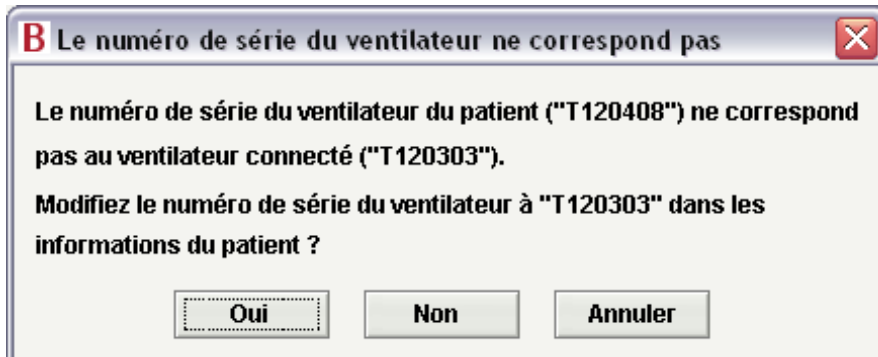 B Le numéro de série du ventilateur ne correspond pas
Le numéro de série du ventilateur du patient ("T120408") ne correspond
pas au ventilateur connecté ("T120303").
Modifiez le numéro de série du ventilateur à "T120303" dans les
informations du patient ?
Oui Non Annuler